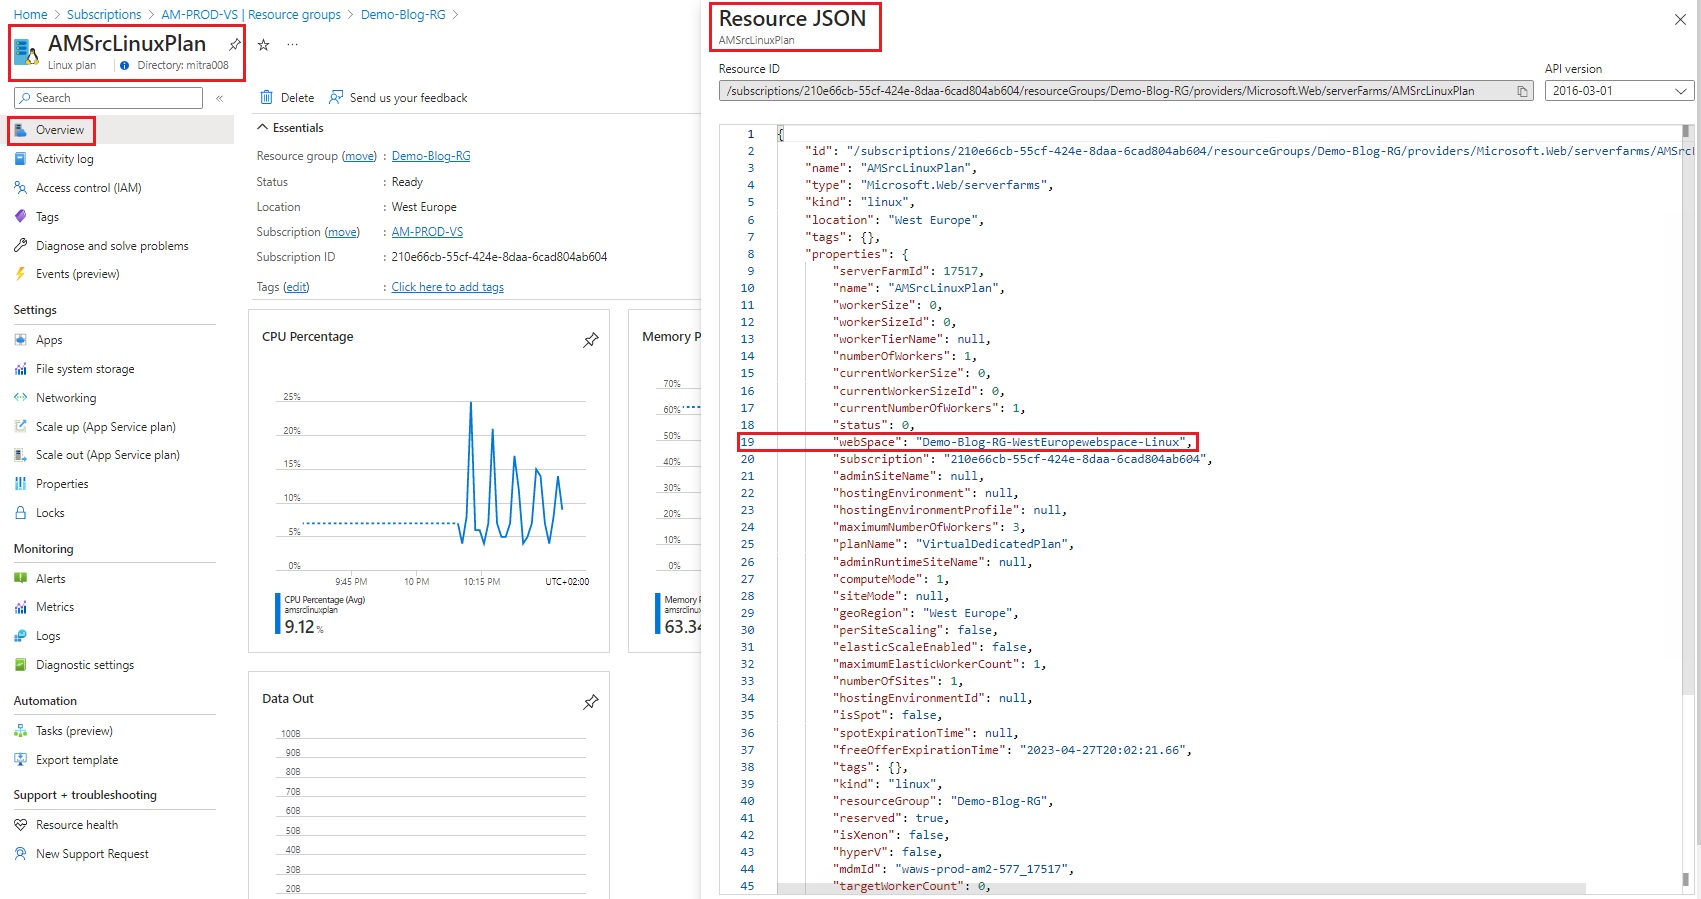 Home > Subscriptions > AM-PROD-VS | Resource groups > Demo-Blog-RG >
AMSrcLinuxPlan
Linux plan
Directory: mitra008
Search
Overview
Activity log
Access control (IAM)
Tags
Diagnose and solve problems
Events (preview)
Settings
Apps
File system storage
Networking
Scale up (App Service plan)
Scale out (App Service plan)
Properties
Locks
Monitoring
Alerts
Metrics
Logs
Diagnostic settings
Automation
Tasks (preview)
Export template
Support + troubleshooting
Resource health
New Support Request
Delete
Send us your feedback
Essentials
Resource group (move) : Demo-Blog-RG
Status : Ready
Location : West Europe
Subscription (move) : AM-PROD-VS
Subscription ID : 210e66cb-55cf-424e-8daa-6cad804ab604
Tags (edit) : Click here to add tags
CPU Percentage
25%
20%
15%
10%
5%
0%
9:45 PM 10 PM 10:15 PM UTC+02:00
CPU Percentage (Avg)
amsrclinuxplan
9.12 %
Memory P
70%
60%
50%
40%
30%
20%
10%
0%
Memory
amsrclinux
63.34
Data Out
100B
90B
80B
70B
60B
50B
40B
30B
20B
Resource JSON
AMSrcLinuxPlan
Resource ID
/subscriptions/210e66cb-55cf-424e-8daa-6cad804ab604/resourceGroups/Demo-Blog-RG/providers/Microsoft.Web/serverFarms/AMSrcLinuxPlan
API version
2016-03-01
1 {
2 "id": "/subscriptions/210e66cb-55cf-424e-8daa-6cad804ab604/resourceGroups/Demo-Blog-RG/providers/Microsoft.Web/serverfarms/AMSrcL
3 "name": "AMSrcLinuxPlan",
4 "type": "Microsoft.Web/serverfarms",
5 "kind": "linux",
6 "location": "West Europe",
7 "tags": {},
8 "properties": {
9 "serverFarmId": 17517,
10 "name": "AMSrcLinuxPlan",
11 "workerSize": 0,
12 "workerSizeId": 0,
13 "workerTierName": null,
14 "numberOfWorkers": 1,
15 "currentWorkerSize": 0,
16 "currentWorkerSizeId": 0,
17 "currentNumberOfWorkers": 1,
18 "status": 0,
19 "webSpace": "Demo-Blog-RG-WestEuropewebspace-Linux",
20 "subscription": "210e66cb-55cf-424e-8daa-6cad804ab604",
21 "adminSiteName": null,
22 "hostingEnvironment": null,
23 "hostingEnvironmentProfile": null,
24 "maximumNumberOfWorkers": 3,
25 "planName": "VirtualDedicatedPlan",
26 "adminRuntimeSiteName": null,
27 "computeMode": 1,
28 "siteMode": null,
29 "geoRegion": "West Europe",
30 "perSiteScaling": false,
31 "elasticScaleEnabled": false,
32 "maximumElasticWorkerCount": 1,
33 "numberOfSites": 1,
34 "hostingEnvironmentId": null,
35 "isSpot": false,
36 "spotExpirationTime": null,
37 "freeOfferExpirationTime": "2023-04-27T20:02:21.66",
38 "tags": {},
39 "kind": "linux",
40 "resourceGroup": "Demo-Blog-RG",
41 "reserved": true,
42 "isXenon": false,
43 "hyperV": false,
44 "mdmId": "waws-prod-am2-577_17517",
45 "targetWorkerCount": 0,